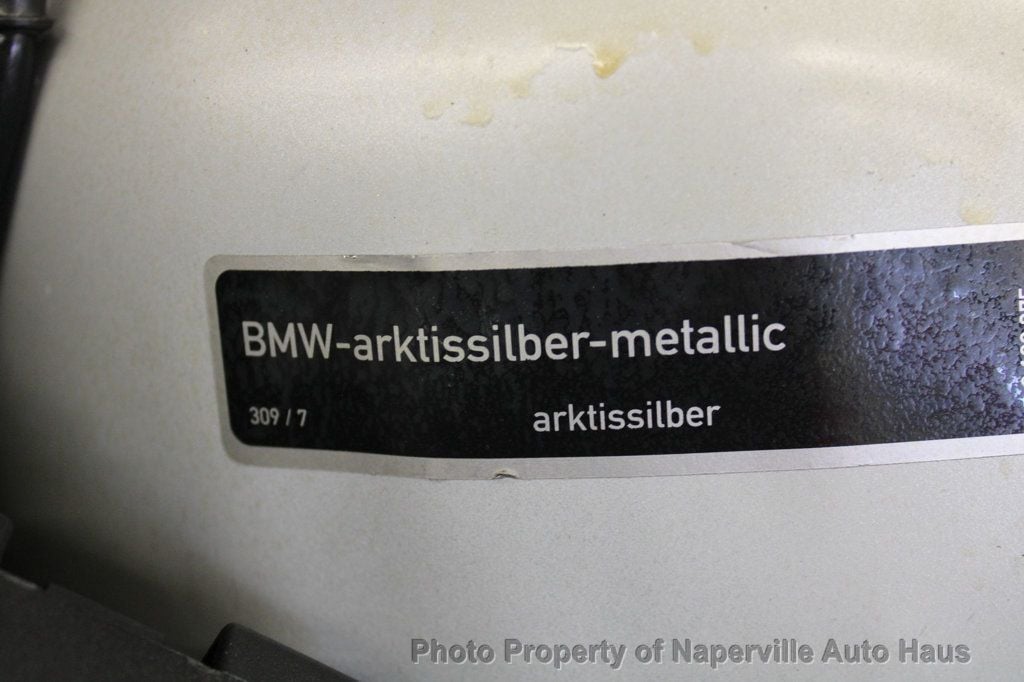 BMW-arktissilber-metallic
309 / 7
arktissilber
Photo Property of Naperville Auto Haus